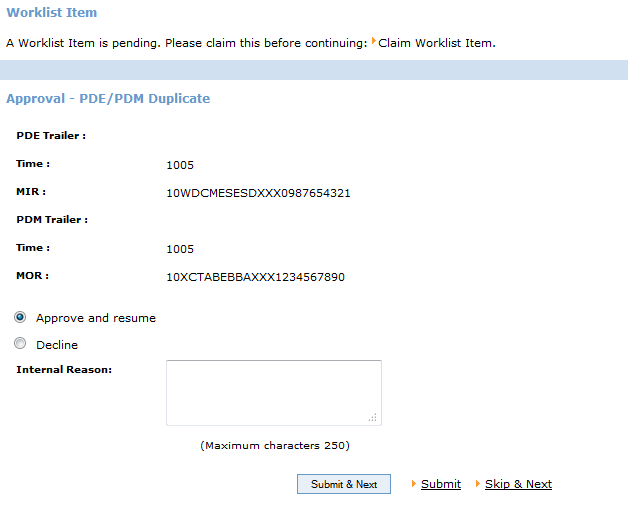 Worklist Item
A Worklist Item is pending. Please claim this before continuing: Claim Worklist Item.
Approval - PDE/PDM Duplicate
PDE Trailer :
Time : 1005
MIR : 10WDCMESESDXXX0987654321
PDM Trailer :
Time : 1005
MOR : 10XCTABEBBAXXX1234567890
Approve and resume
Decline
Internal Reason:
(Maximum characters 250)
Submit & Next Submit Skip & Next